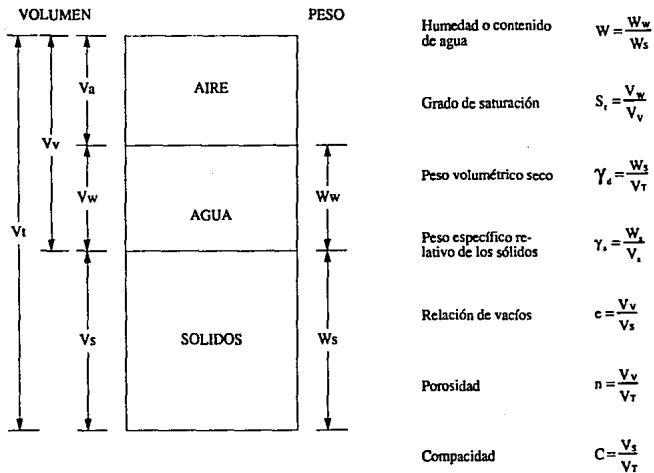 VOLUMEN
PESO
Va
AIRE
Vv
Vw
AGUA
Ww
Vt
Vs
SOLIDOS
Ws
Humedad o contenido
de agua
W = Ww / Ws
Grado de saturación
Sr = Vw / Vv
Peso volumétrico seco
γd = Ws / VT
Peso específico re-
lativo de los sólidos
γs = Ws / Vs
Relación de vacíos
e = Vv / Vs
Porosidad
n = Vv / VT
Compacidad
C = Vs / VT